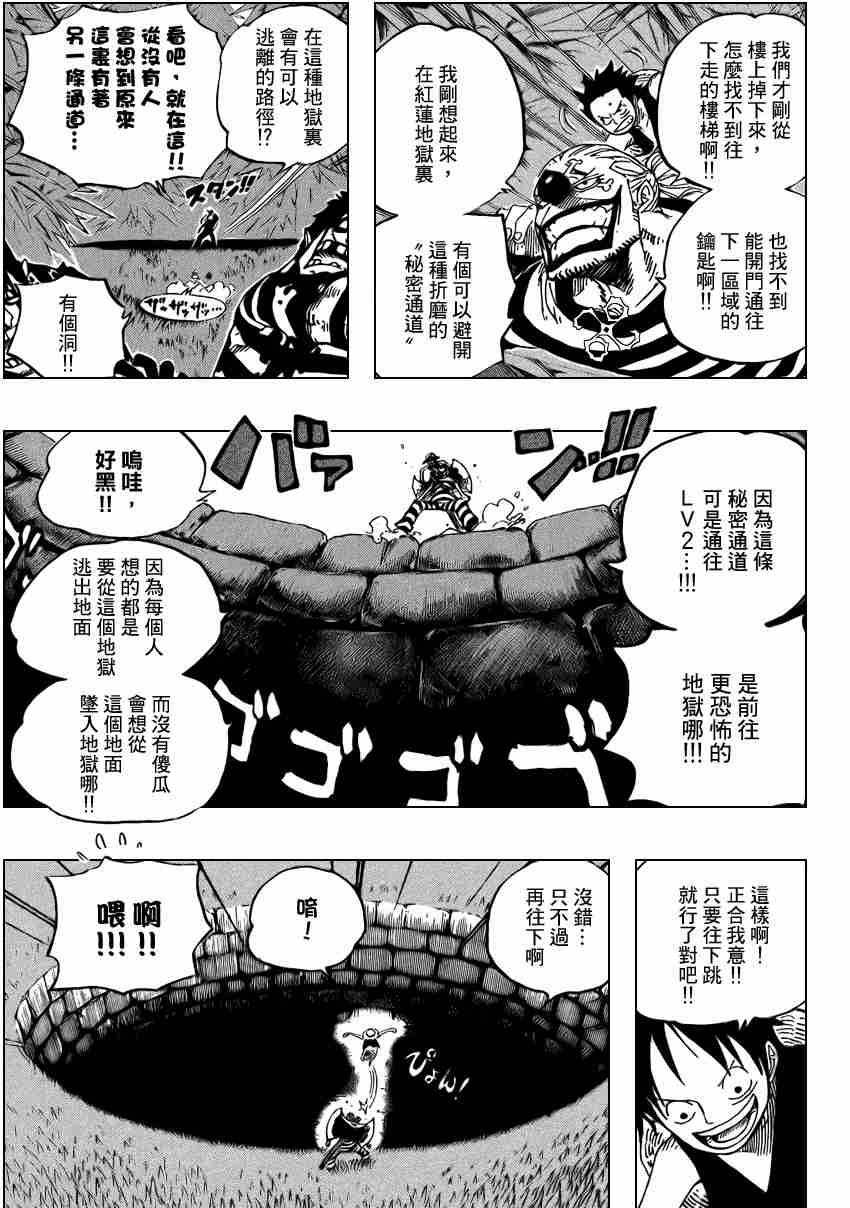 我們才剛從
樓上掉下來，
怎麼找不到往
下走的樓梯啊!!
也找不到
能開門通往
下一區域的
鑰匙啊!!
我剛想起來，
在紅蓮地獄裏
有個可以避開
這種折磨的
〝秘密通道〞
在這種地獄裏
會有可以
逃離的路徑!?
看吧，就在這!!
從沒有人
會想到原來
這裏有著
另一條通道…
スタン!!
ザッザッザッ…
有個洞!!
バァン!!
因為這條
秘密通道
可是通往
LV2…!!!
是前往
更恐怖的
地獄哪!!!
嗚哇，
好黑!!
因為每個人
想的都是
要從這個地獄
逃出地面
而沒有傻瓜
會想從
這個地面
墜入地獄哪!!
ゴゴゴゴ
這樣啊!
正合我意!!
只要往下跳
就行了對吧!!
沒錯…
只不過
再往下啊
唷!
啊!!
喂!!!
ぴょん!